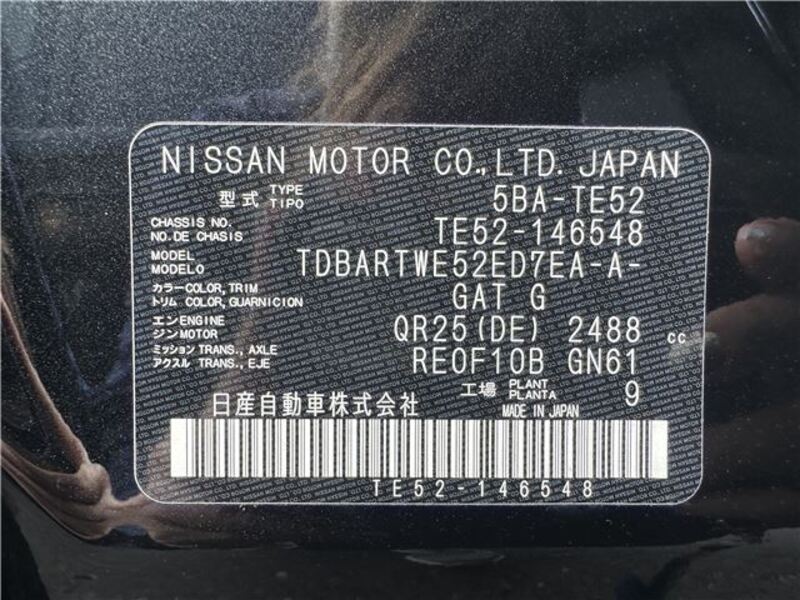 NISSAN MOTOR CO.,LTD. JAPAN
型式 TYPE TIPO 5BA-TE52
CHASSIS NO. NO.DE CHASIS TE52-146548
MODEL MODELO TDBARTWE52ED7EA-A-
カラー COLOR, TRIM トリム COLOR, GUARNICION GAT G
エンジン ENGINE MOTOR QR25(DE) 2488 cc
ミッション TRANS., AXLE アクスル TRANS., EJE RE0F10B GN61
工場 PLANT PLANTA 9
日産自動車株式会社 MADE IN JAPAN
TE52-146548